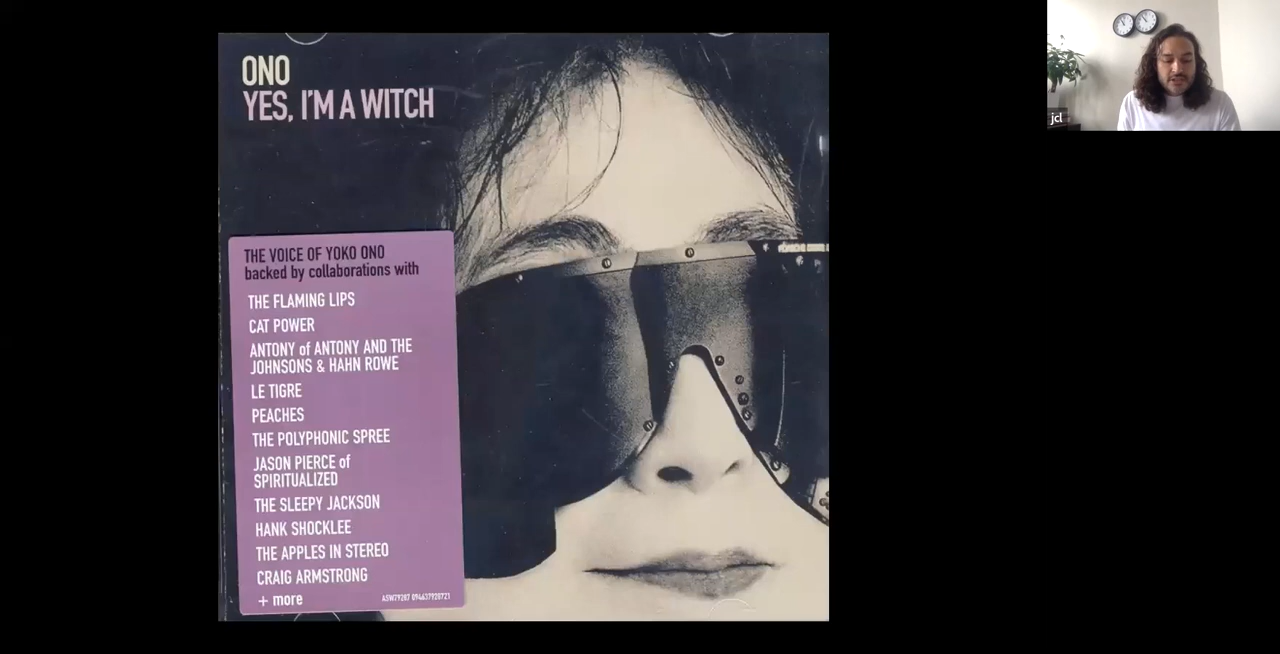 ONO
YES, I'M A WITCH
THE VOICE OF YOKO ONO
backed by collaborations with
THE FLAMING LIPS
CAT POWER
ANTONY of ANTONY AND THE
JOHNSONS & HAHN ROWE
LE TIGRE
PEACHES
THE POLYPHONIC SPREE
JASON PIERCE of
SPIRITUALIZED
THE SLEEPY JACKSON
HANK SHOCKLEE
THE APPLES IN STEREO
CRAIG ARMSTRONG
+ more
ASW79287 094637928721
jcl